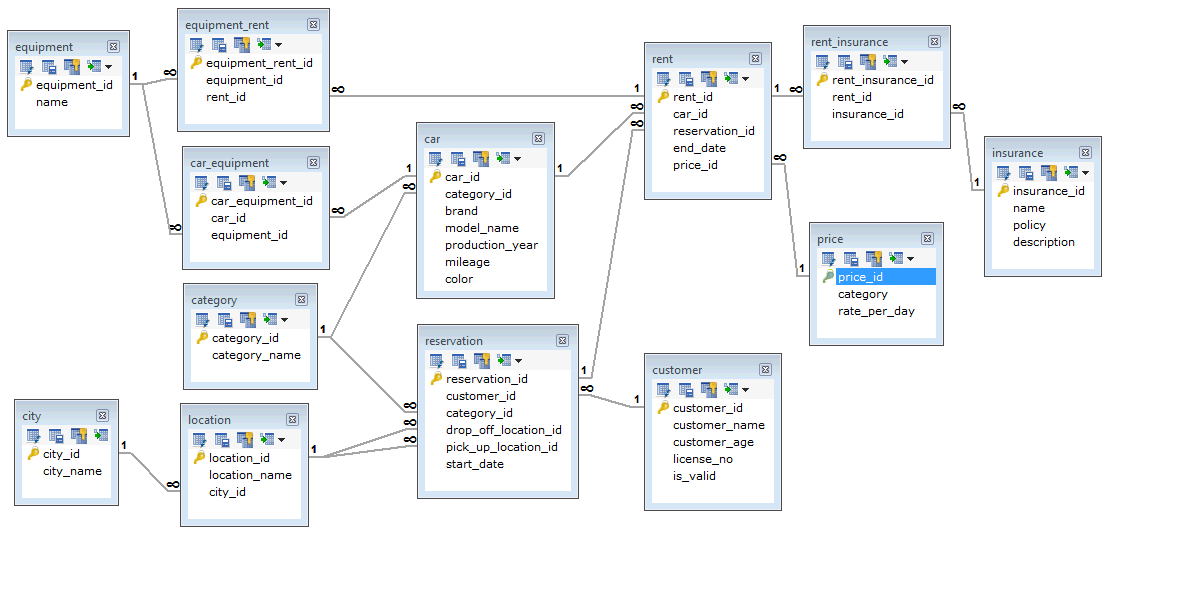 equipment
equipment_id
name
equipment_rent
equipment_rent_id
equipment_id
rent_id
car_equipment
car_equipment_id
car_id
equipment_id
category
category_id
category_name
city
city_id
city_name
location
location_id
location_name
city_id
car
car_id
category_id
brand
model_name
production_year
mileage
color
reservation
reservation_id
customer_id
category_id
drop_off_location_id
pick_up_location_id
start_date
rent
rent_id
car_id
reservation_id
end_date
price_id
customer
customer_id
customer_name
customer_age
license_no
is_valid
rent_insurance
rent_insurance_id
rent_id
insurance_id
price
price_id
category
rate_per_day
insurance
insurance_id
name
policy
description
1
∞
∞
∞
1
∞
1
∞
1
∞
1
∞
1
∞
∞
1
∞
1
∞
∞
1
∞
1
∞
1
∞
1